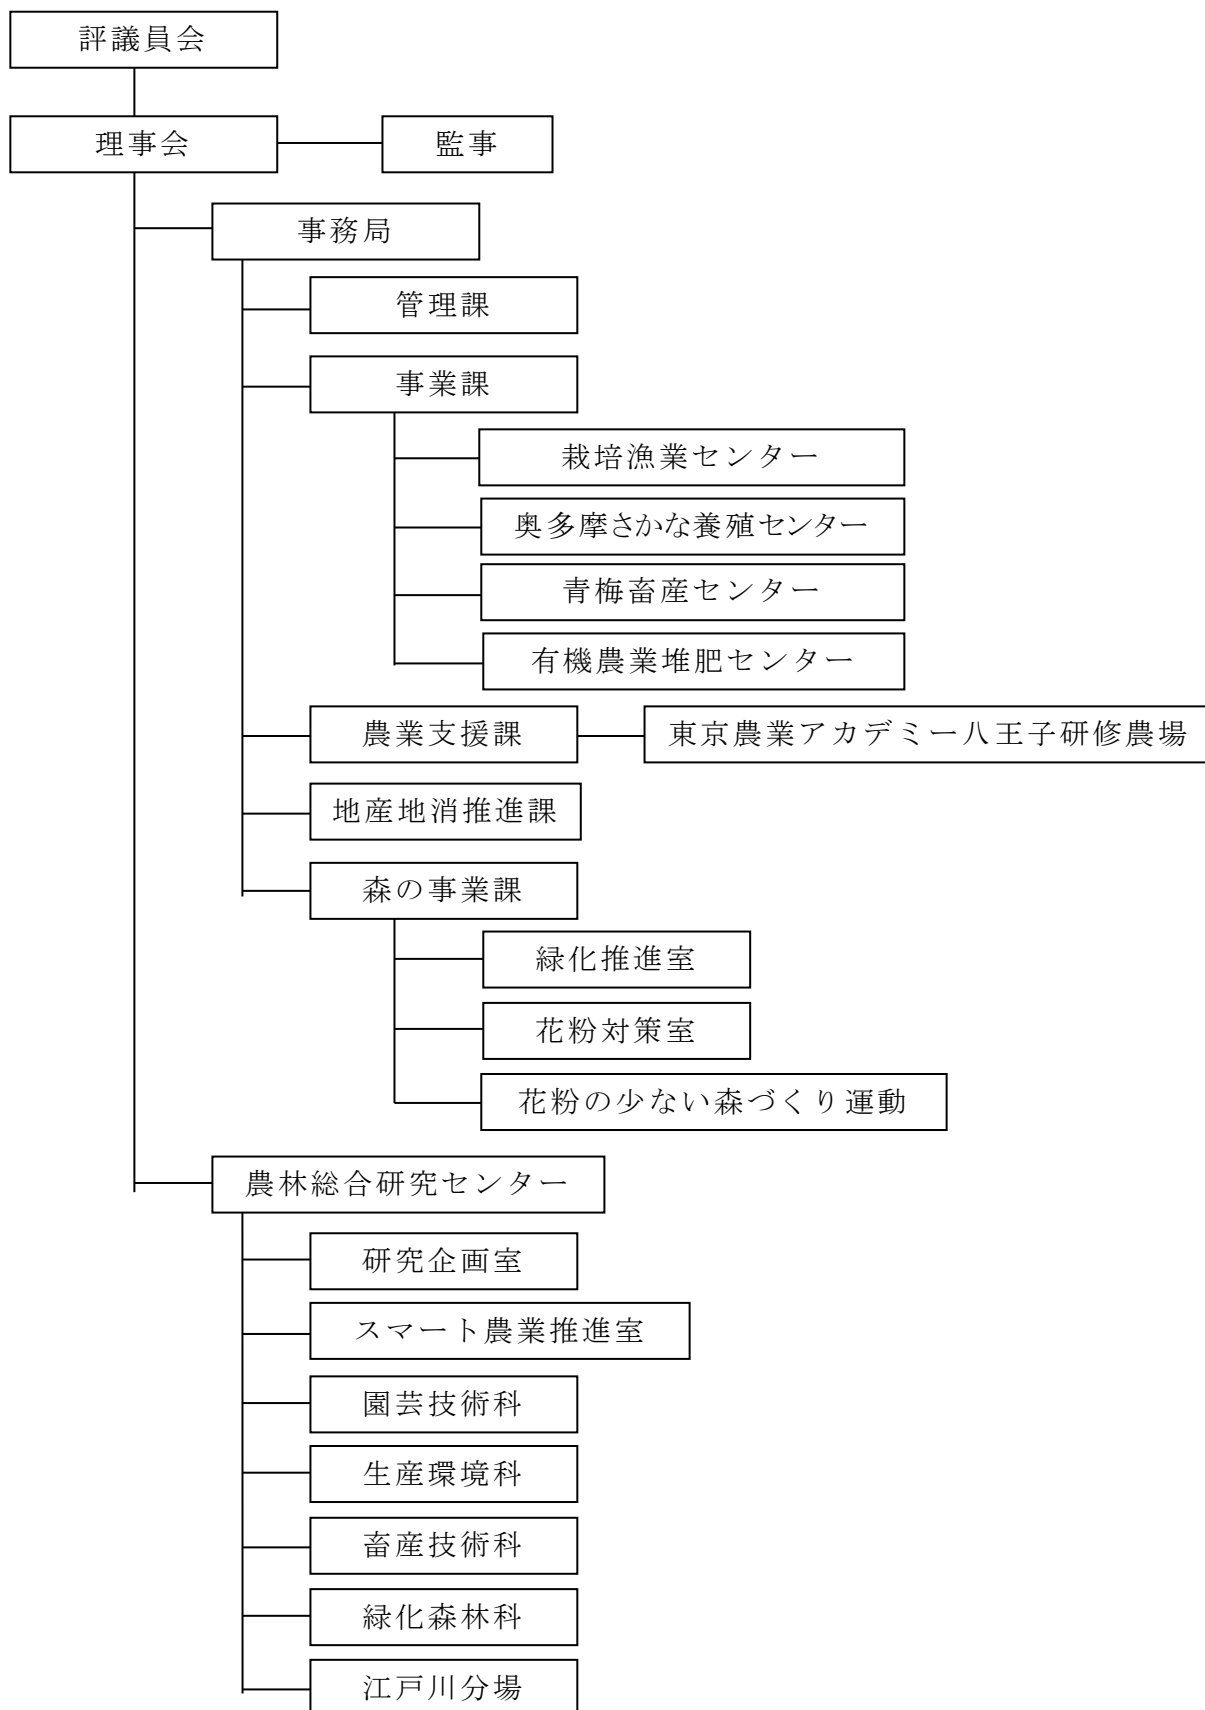 評議員会
理事会
監事
事務局
管理課
事業課
栽培漁業センター
奥多摩さかな養殖センター
青梅畜産センター
有機農業堆肥センター
農業支援課
東京農業アカデミー八王子研修農場
地産地消推進課
森の事業課
緑化推進室
花粉対策室
花粉の少ない森づくり運動
農林総合研究センター
研究企画室
スマート農業推進室
園芸技術科
生産環境科
畜産技術科
緑化森林科
江戸川分場